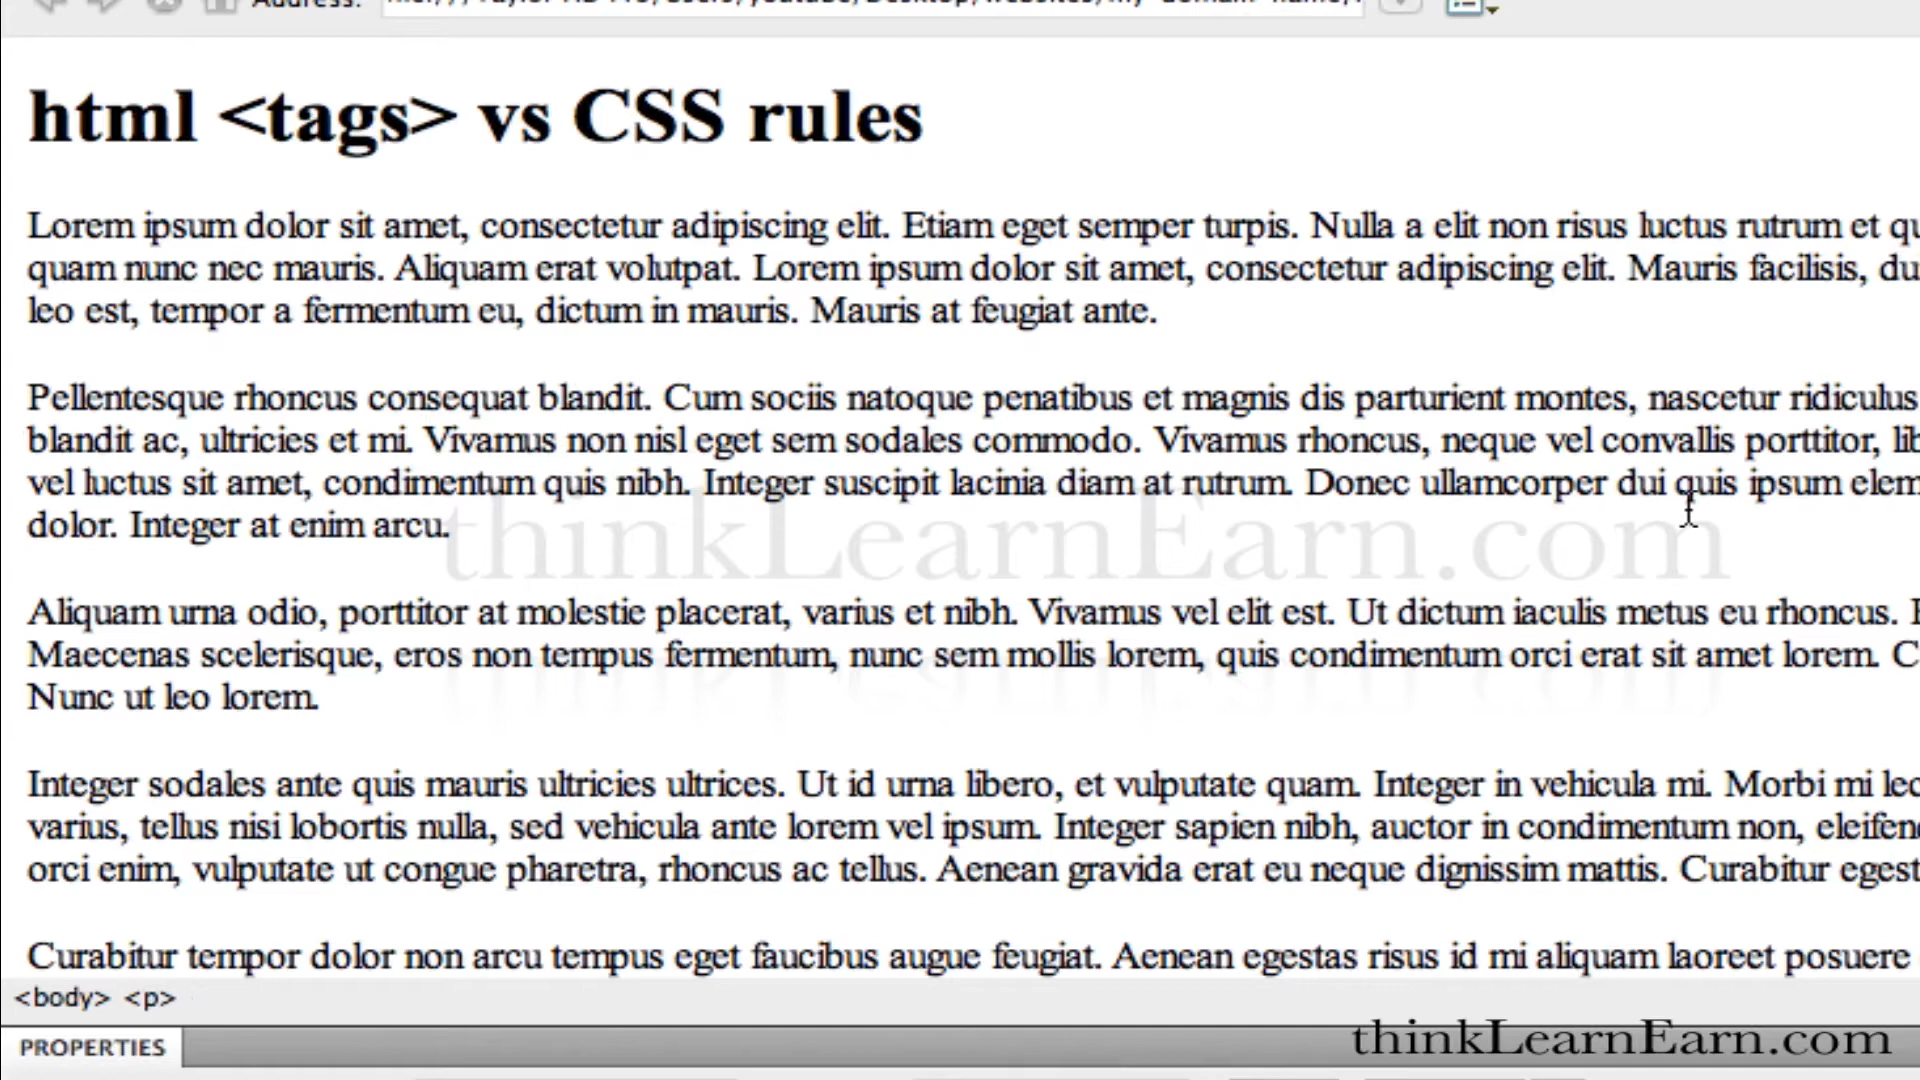 Address:
html <tags> vs CSS rules
Lorem ipsum dolor sit amet, consectetur adipiscing elit. Etiam eget semper turpis. Nulla a elit non risus luctus rutrum et
quam nunc nec mauris. Aliquam erat volutpat. Lorem ipsum dolor sit amet, consectetur adipiscing elit. Mauris facilisis,
leo est, tempor a fermentum eu, dictum in mauris. Mauris at feugiat ante.
Pellentesque rhoncus consequat blandit. Cum sociis natoque penatibus et magnis dis parturient montes, nascetur ridiculus
blandit ac, ultricies et mi. Vivamus non nisl eget sem sodales commodo. Vivamus rhoncus, neque vel convallis porttitor,
vel luctus sit amet, condimentum quis nibh. Integer suscipit lacinia diam at rutrum. Donec ullamcorper dui quis ipsum
dolor. Integer at enim arcu.
thinkLearnEarn.com
Aliquam urna odio, porttitor at molestie placerat, varius et nibh. Vivamus vel elit est. Ut dictum iaculis metus eu rhoncus.
Maecenas scelerisque, eros non tempus fermentum, nunc sem mollis lorem, quis condimentum orci erat sit amet lorem.
Nunc ut leo lorem.
Integer sodales ante quis mauris ultricies ultrices. Ut id urna libero, et vulputate quam. Integer in vehicula mi. Morbi mi
varius, tellus nisi lobortis nulla, sed vehicula ante lorem vel ipsum. Integer sapien nibh, auctor in condimentum non,
orci enim, vulputate ut congue pharetra, rhoncus ac tellus. Aenean gravida erat eu neque dignissim mattis. Curabitur
Curabitur tempor dolor non arcu tempus eget faucibus augue feugiat. Aenean egestas risus id mi aliquam laoreet posuere
<body> <p>
PROPERTIES
thinkLearnEarn.com